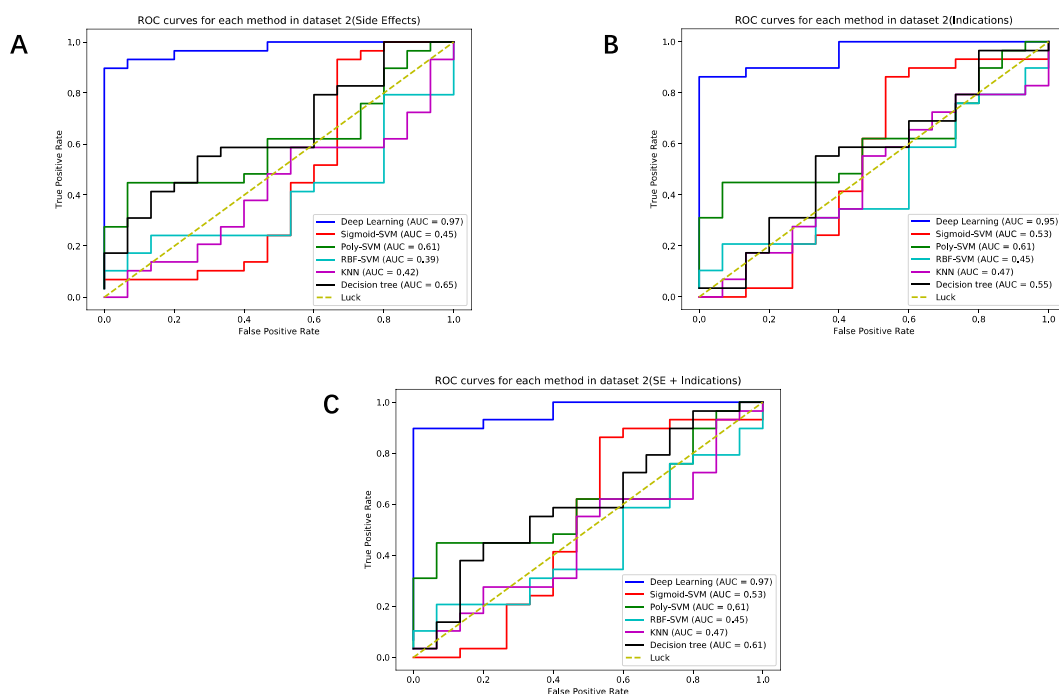 A
ROC curves for each method in dataset 2(Side Effects)
True Positive Rate
1.0
0.8
0.6
0.4
0.2
0.0
Deep Learning (AUC = 0.97)
Sigmoid-SVM (AUC = 0.45)
Poly-SVM (AUC = 0.61)
RBF-SVM (AUC = 0.39)
KNN (AUC = 0.42)
Decision tree (AUC = 0.65)
Luck
0.0 0.2 0.4 0.6 0.8 1.0
False Positive Rate
B
ROC curves for each method in dataset 2(Indications)
True Positive Rate
1.0
0.8
0.6
0.4
0.2
0.0
Deep Learning (AUC = 0.95)
Sigmoid-SVM (AUC = 0.53)
Poly-SVM (AUC = 0.61)
RBF-SVM (AUC = 0.45)
KNN (AUC = 0.47)
Decision tree (AUC = 0.55)
Luck
0.0 0.2 0.4 0.6 0.8 1.0
False Positive Rate
C
ROC curves for each method in dataset 2(SE + Indications)
True Positive Rate
1.0
0.8
0.6
0.4
0.2
0.0
Deep Learning (AUC = 0.97)
Sigmoid-SVM (AUC = 0.53)
Poly-SVM (AUC = 0.61)
RBF-SVM (AUC = 0.45)
KNN (AUC = 0.47)
Decision tree (AUC = 0.61)
Luck
0.0 0.2 0.4 0.6 0.8 1.0
False Positive Rate